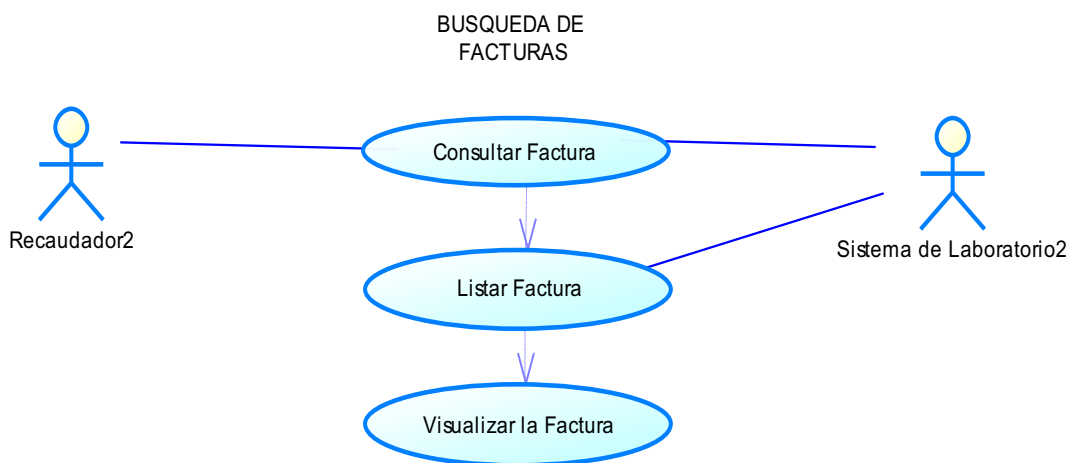 BUSQUEDA DE
FACTURAS
Consultar Factura
Recaudador2
Sistema de Laboratorio2
Listar Factura
Visualizar la Factura